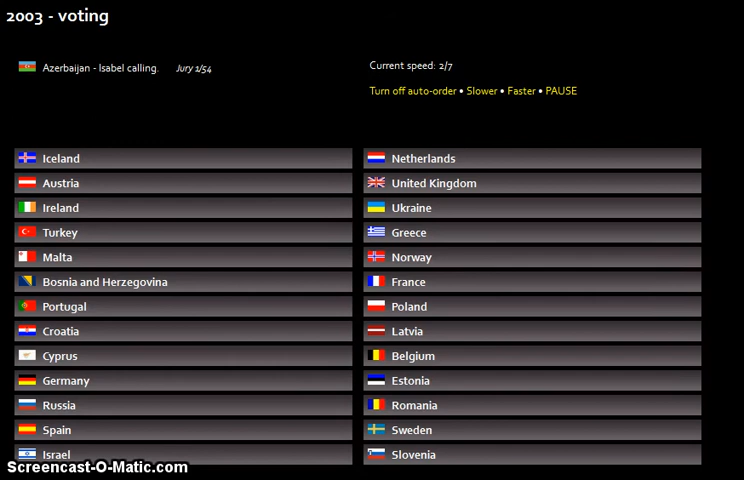 2003 - voting
Azerbaijan - Isabel calling. Jury 1/54
Current speed: 2/7
Turn off auto-order • Slower • Faster • PAUSE
Iceland
Austria
Ireland
Turkey
Malta
Bosnia and Herzegovina
Portugal
Croatia
Cyprus
Germany
Russia
Spain
Israel
Netherlands
United Kingdom
Ukraine
Greece
Norway
France
Poland
Latvia
Belgium
Estonia
Romania
Sweden
Slovenia
Screencast-O-Matic.com